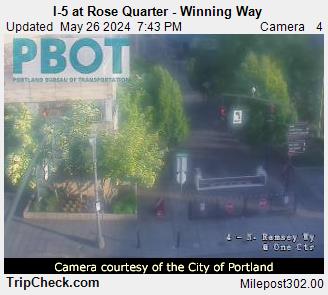 I-5 at Rose Quarter - Winning Way
Updated May 26 2024 7:43 PM Camera 4
PBOT
PORTLAND BUREAU OF TRANSPORTATION
4 - N. Ramsey Wy
@ One Ctr
Camera courtesy of the City of Portland
TripCheck.com Milepost302.00